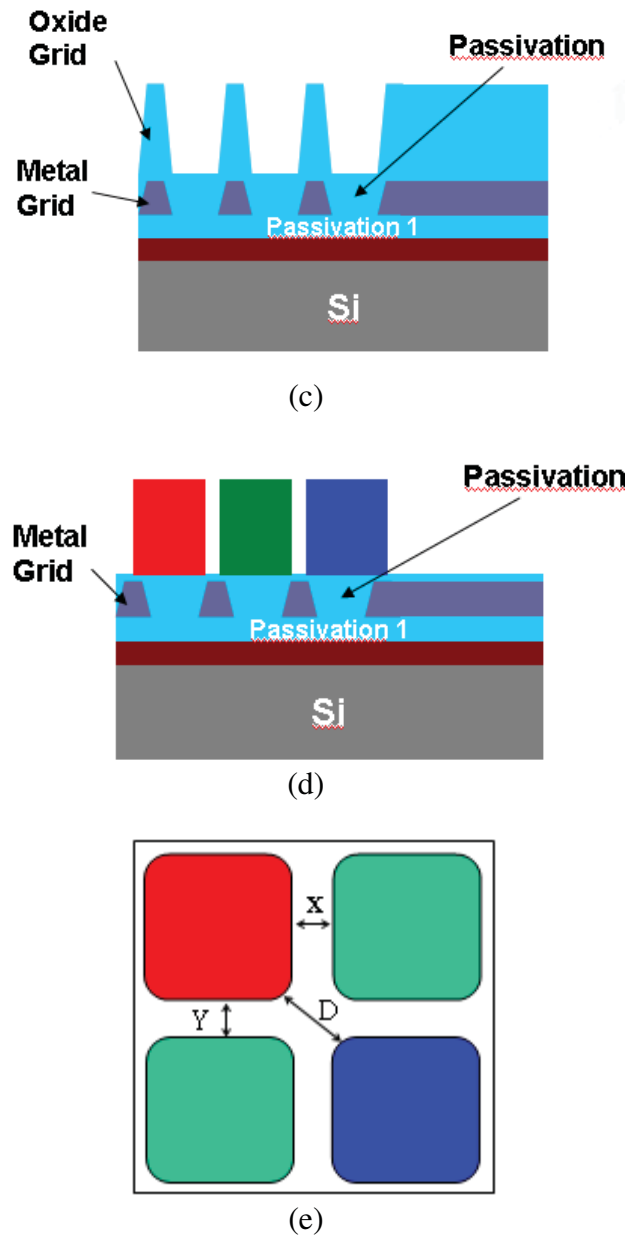 Oxide
Grid
Passivation
Metal
Grid
Passivation 1
Si
(c)
Passivation
Metal
Grid
Passivation 1
Si
(d)
X
Y
D
(e)